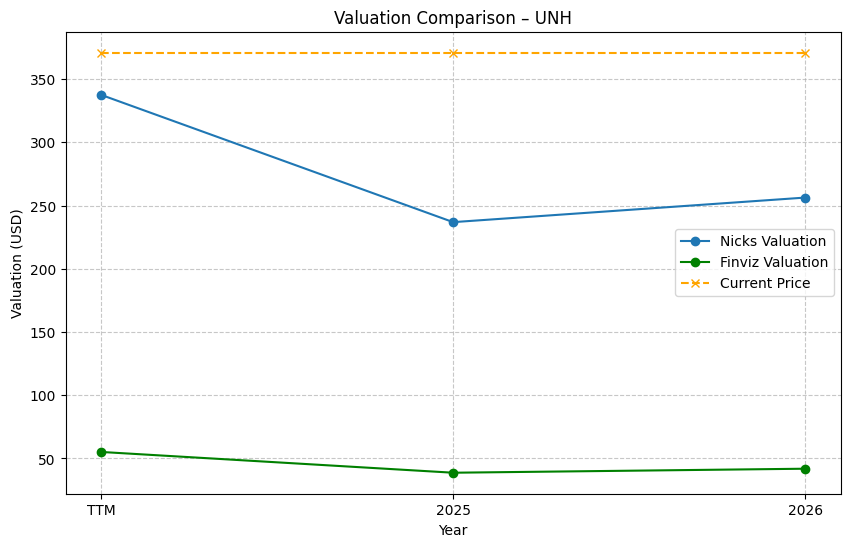 Valuation Comparison – UNH
Valuation (USD)
350
300
250
200
150
100
50
Nicks Valuation
Finviz Valuation
Current Price
TTM
2025
2026
Year